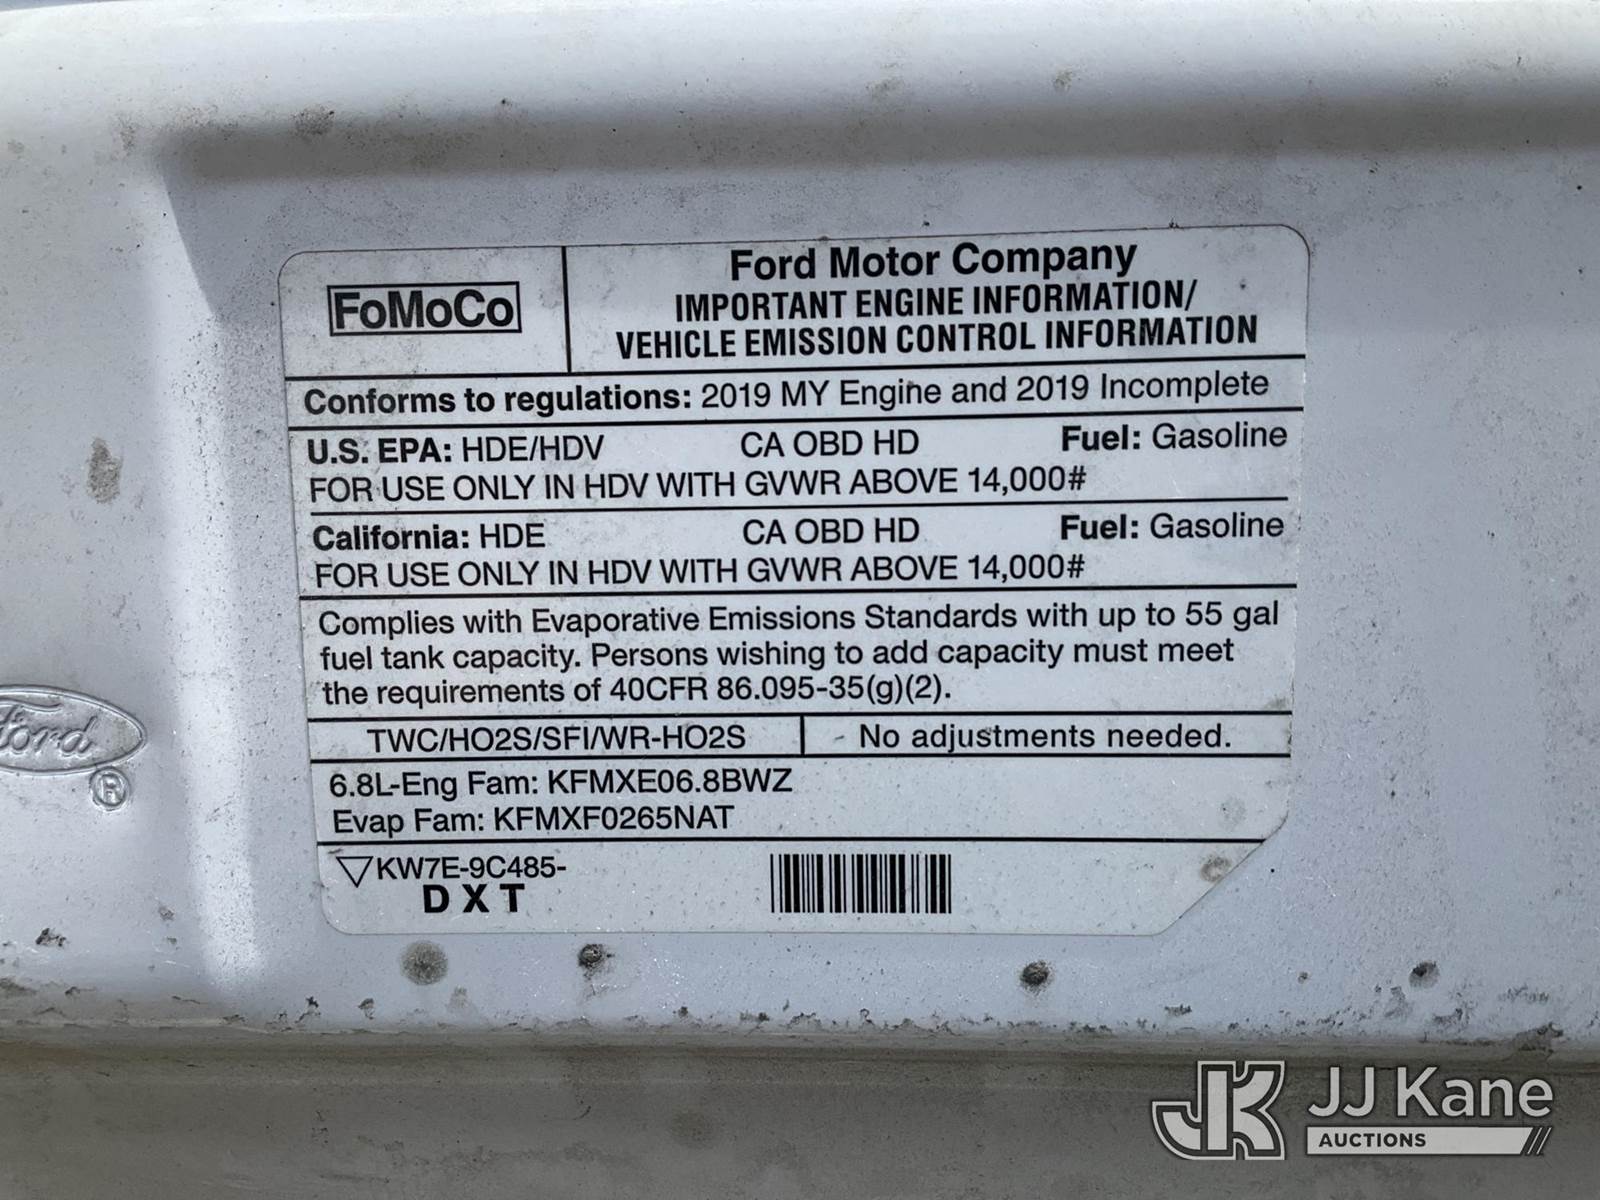 FoMoCo
Ford Motor Company
IMPORTANT ENGINE INFORMATION/
VEHICLE EMISSION CONTROL INFORMATION
Conforms to regulations: 2019 MY Engine and 2019 Incomplete
U.S. EPA: HDE/HDV CA OBD HD Fuel: Gasoline
FOR USE ONLY IN HDV WITH GVWR ABOVE 14,000#
California: HDE CA OBD HD Fuel: Gasoline
FOR USE ONLY IN HDV WITH GVWR ABOVE 14,000#
Complies with Evaporative Emissions Standards with up to 55 gal
fuel tank capacity. Persons wishing to add capacity must meet
the requirements of 40CFR 86.095-35(g)(2).
TWC/HO2S/SFI/WR-HO2S No adjustments needed.
6.8L-Eng Fam: KFMXE06.8BWZ
Evap Fam: KFMXF0265NAT
KW7E-9C485-
DXT
Ford
®
JK JJ Kane
AUCTIONS